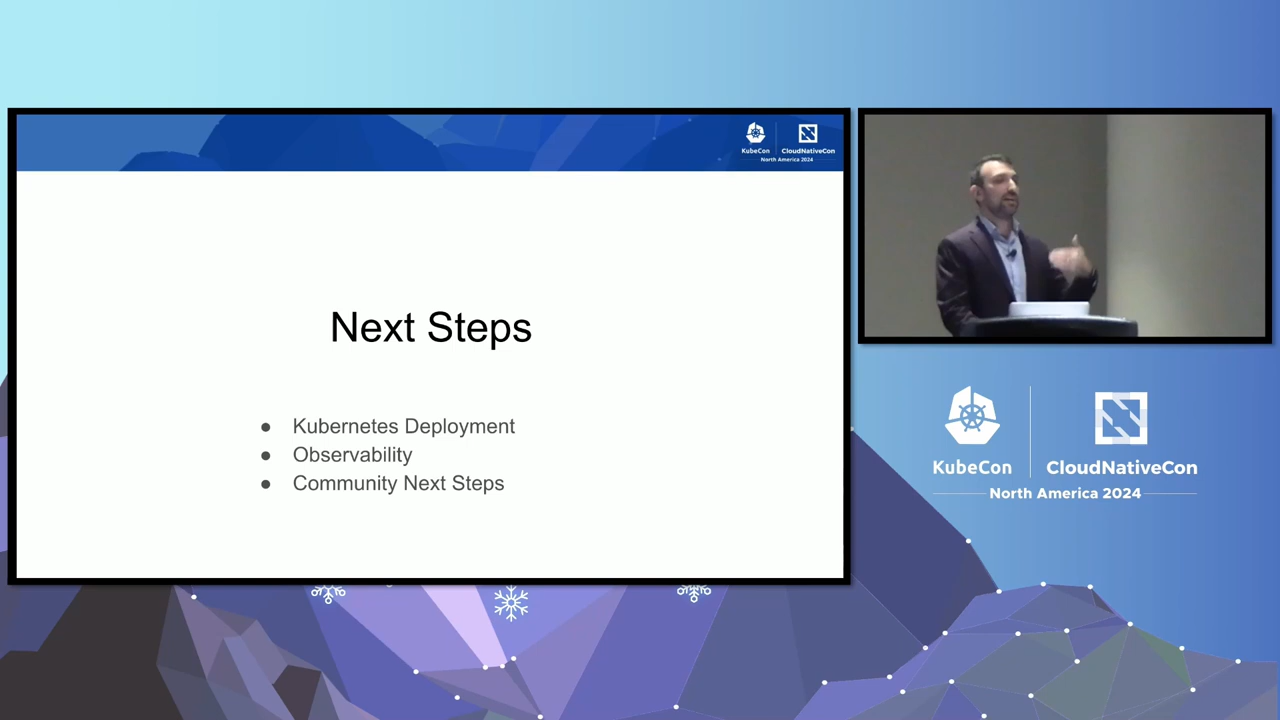 KubeCon
CloudNativeCon
North America 2024
Next Steps
● Kubernetes Deployment
● Observability
● Community Next Steps
KubeCon
CloudNativeCon
North America 2024